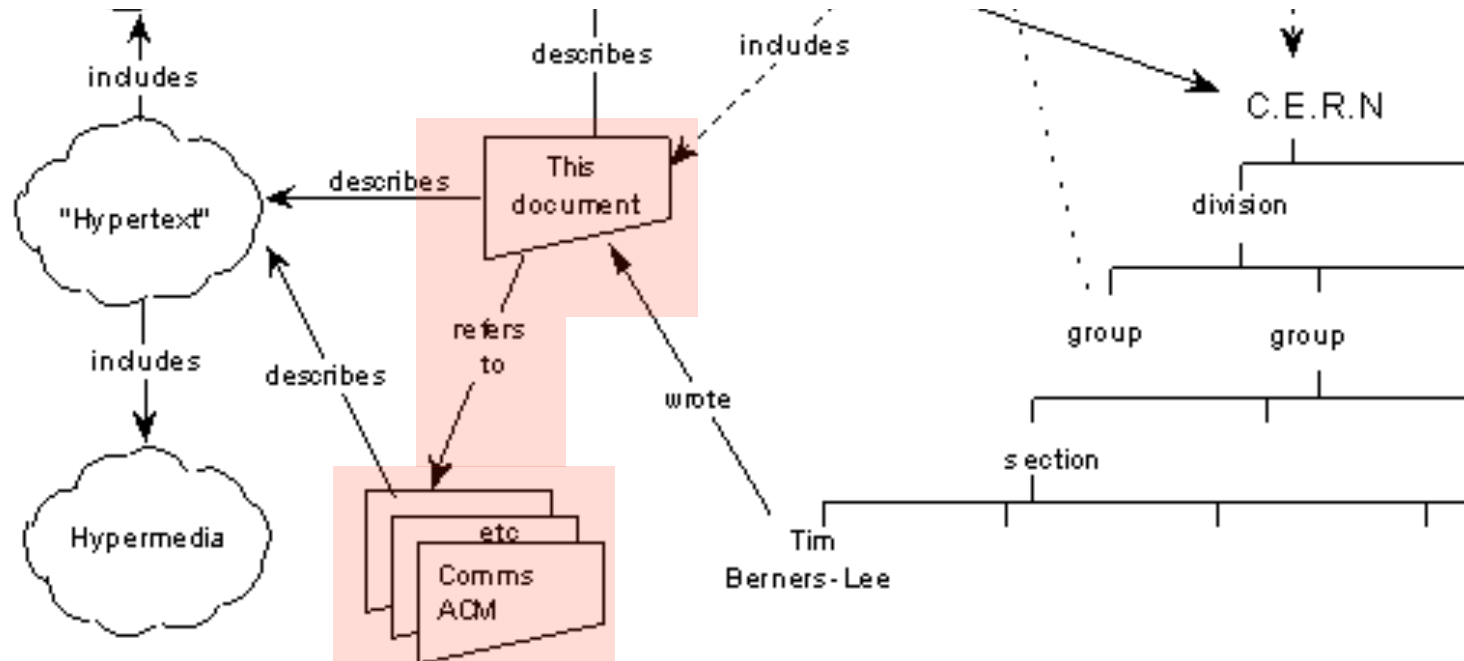 includes
describes
includes
C.E.R.N
This
document
describes
"Hypertext"
division
refers
to
group
group
includes
describes
wrote
section
Hypermedia
etc
Comms
ACM
Tim
Berners-Lee